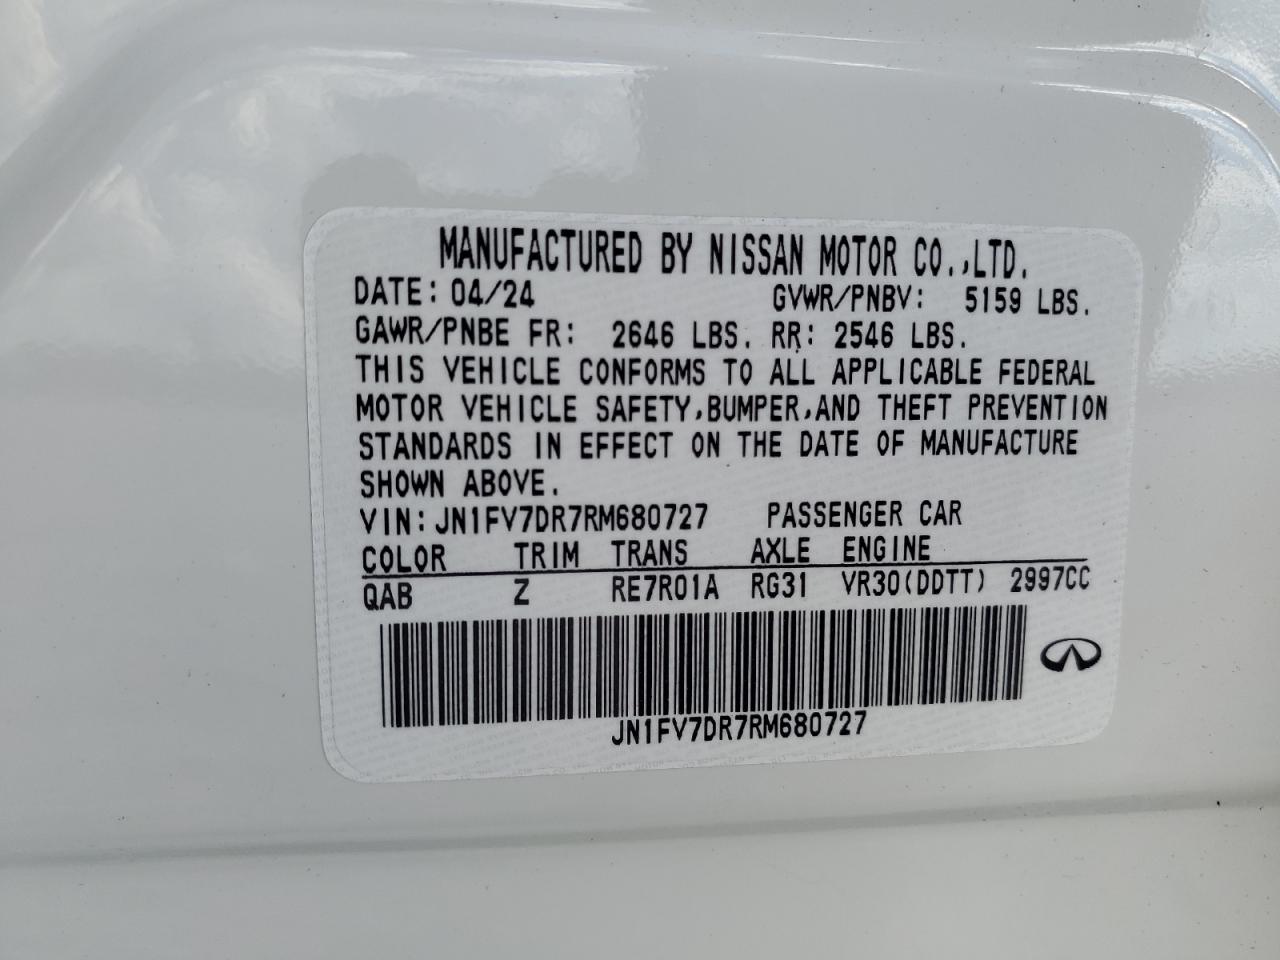 MANUFACTURED BY NISSAN MOTOR CO.,LTD.
DATE: 04/24 GVWR/PNBV: 5159 LBS.
GAWR/PNBE FR: 2646 LBS. RR: 2546 LBS.
THIS VEHICLE CONFORMS TO ALL APPLICABLE FEDERAL
MOTOR VEHICLE SAFETY,BUMPER,AND THEFT PREVENTION
STANDARDS IN EFFECT ON THE DATE OF MANUFACTURE
SHOWN ABOVE.
VIN: JN1FV7DR7RM680727 PASSENGER CAR
COLOR TRIM TRANS AXLE ENGINE
QAB Z RE7R01A RG31 VR30(DDTT) 2997CC
JN1FV7DR7RM680727